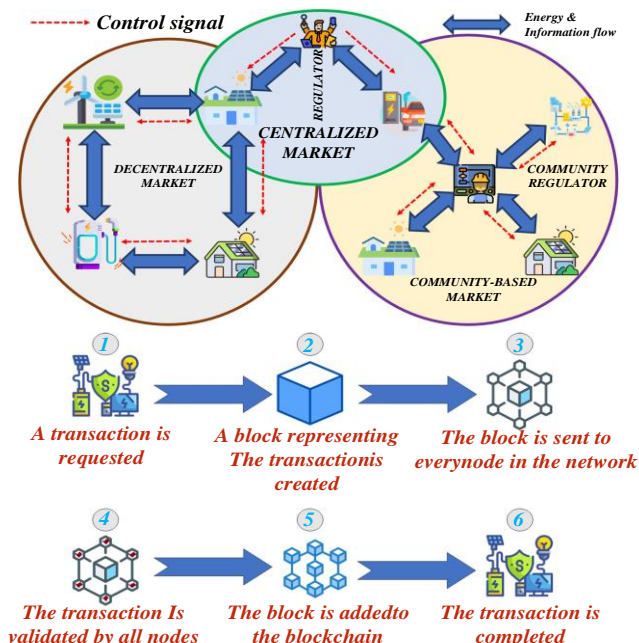 Control signal
Energy &
Information flow
REGULATOR
CENTRALIZED
MARKET
DECENTRALIZED
MARKET
COMMUNITY
REGULATOR
COMMUNITY-BASED
MARKET
1
2
3
A transaction is
requested
A block representing
The transactionis
created
The block is sent to
everynode in the network
4
5
6
The transaction Is
validated by all nodes
The block is addedto
the blockchain
The transaction is
completed